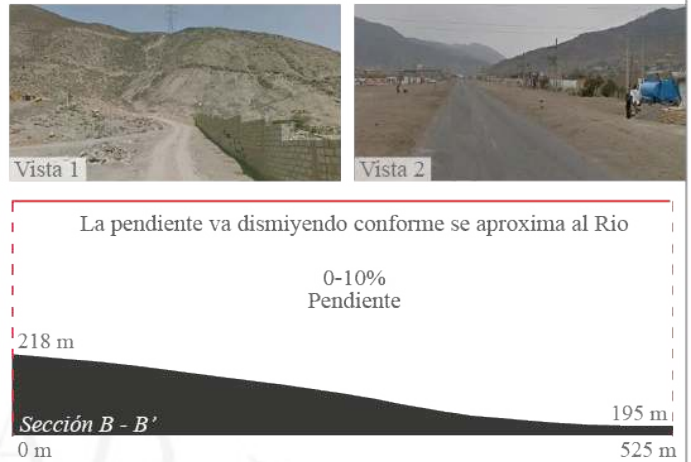 Vista 1
Vista 2
La pendiente va dismiyendo conforme se aproxima al Rio
0-10%
Pendiente
218 m
195 m
Sección B - B'
0 m
525 m